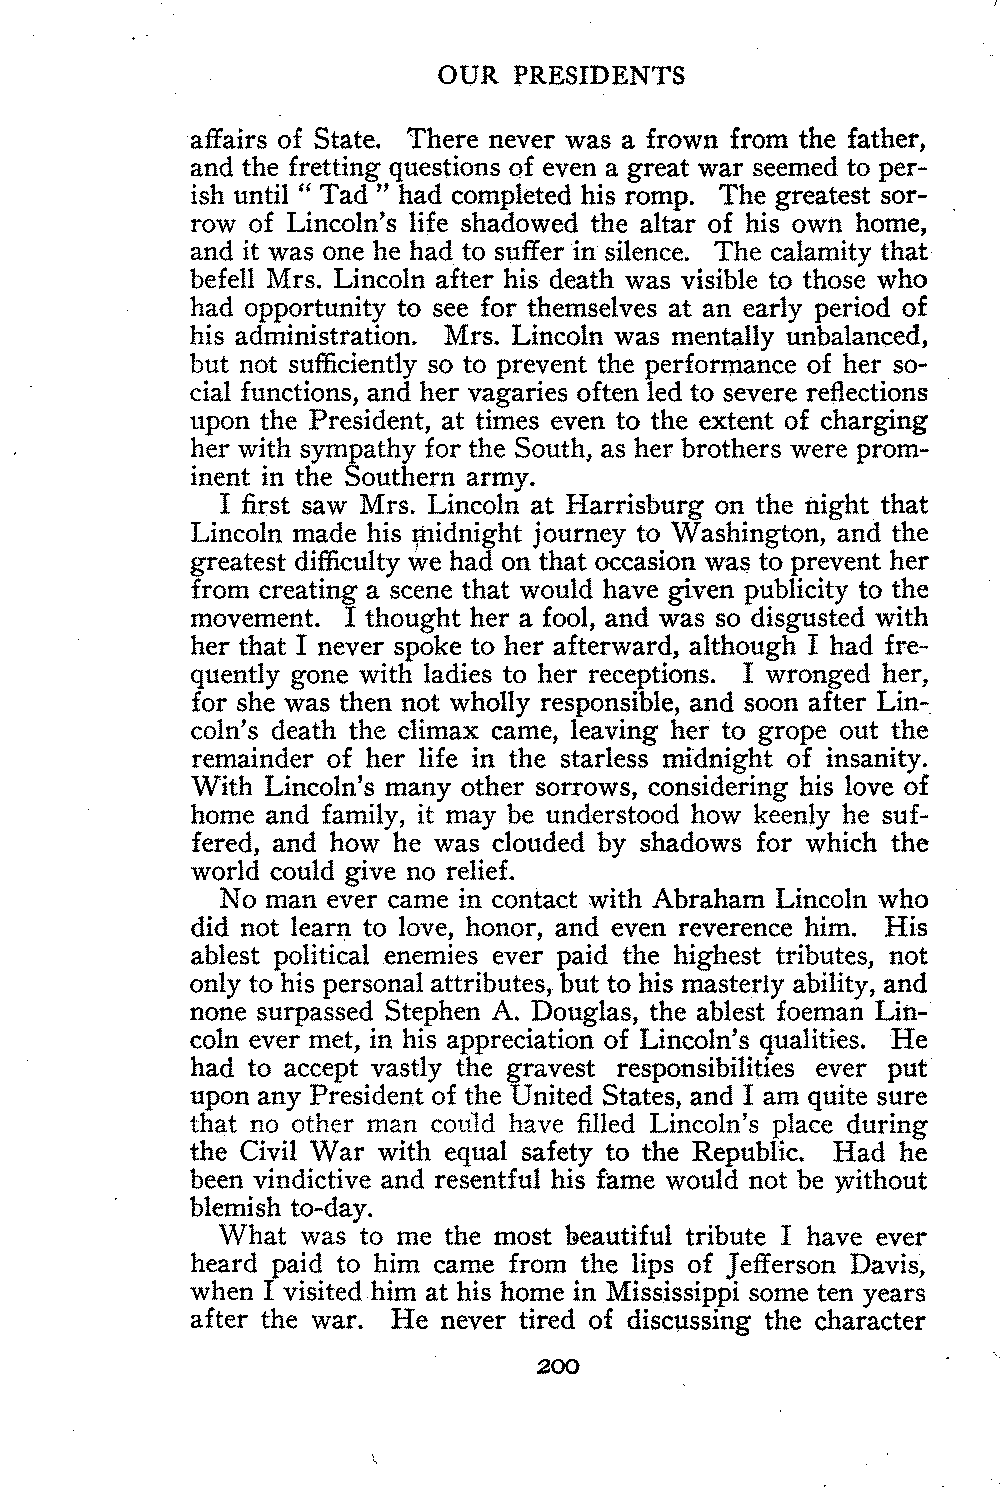 OUR PRESIDENTS
affairs of State. There never was a frown from the father,
and the fretting questions of even a great war seemed to per-
ish until " Tad " had completed his romp. The greatest sor-
row of Lincoln's life shadowed the altar of his own home,
and it was one he had to suffer in silence. The calamity that
befell Mrs. Lincoln after his death was visible to those who
had opportunity to see for themselves at an early period of
his administration. Mrs. Lincoln was mentally unbalanced,
but not sufficiently so to prevent the performance of her so-
cial functions, and her vagaries often led to severe reflections
upon the President, at times even to the extent of charging
her with sympathy for the South, as her brothers were prom-
inent in the Southern army.
I first saw Mrs. Lincoln at Harrisburg on the night that
Lincoln made his midnight journey to Washington, and the
greatest difficulty we had on that occasion was to prevent her
from creating a scene that would have given publicity to the
movement. I thought her a fool, and was so disgusted with
her that I never spoke to her afterward, although I had fre-
quently gone with ladies to her receptions. I wronged her,
for she was then not wholly responsible, and soon after Lin-
coln's death the climax came, leaving her to grope out the
remainder of her life in the starless midnight of insanity.
With Lincoln's many other sorrows, considering his love of
home and family, it may be understood how keenly he suf-
fered, and how he was clouded by shadows for which the
world could give no relief.
No man ever came in contact with Abraham Lincoln who
did not learn to love, honor, and even reverence him. His
ablest political enemies ever paid the highest tributes, not
only to his personal attributes, but to his masterly ability, and
none surpassed Stephen A. Douglas, the ablest foeman Lin-
coln ever met, in his appreciation of Lincoln's qualities. He
had to accept vastly the gravest responsibilities ever put
upon any President of the United States, and I am quite sure
that no other man could have filled Lincoln's place during
the Civil War with equal safety to the Republic. Had he
been vindictive and resentful his fame would not be without
blemish to-day.
What was to me the most beautiful tribute I have ever
heard paid to him came from the lips of Jefferson Davis,
when I visited him at his home in Mississippi some ten years
after the war. He never tired of discussing the character
200